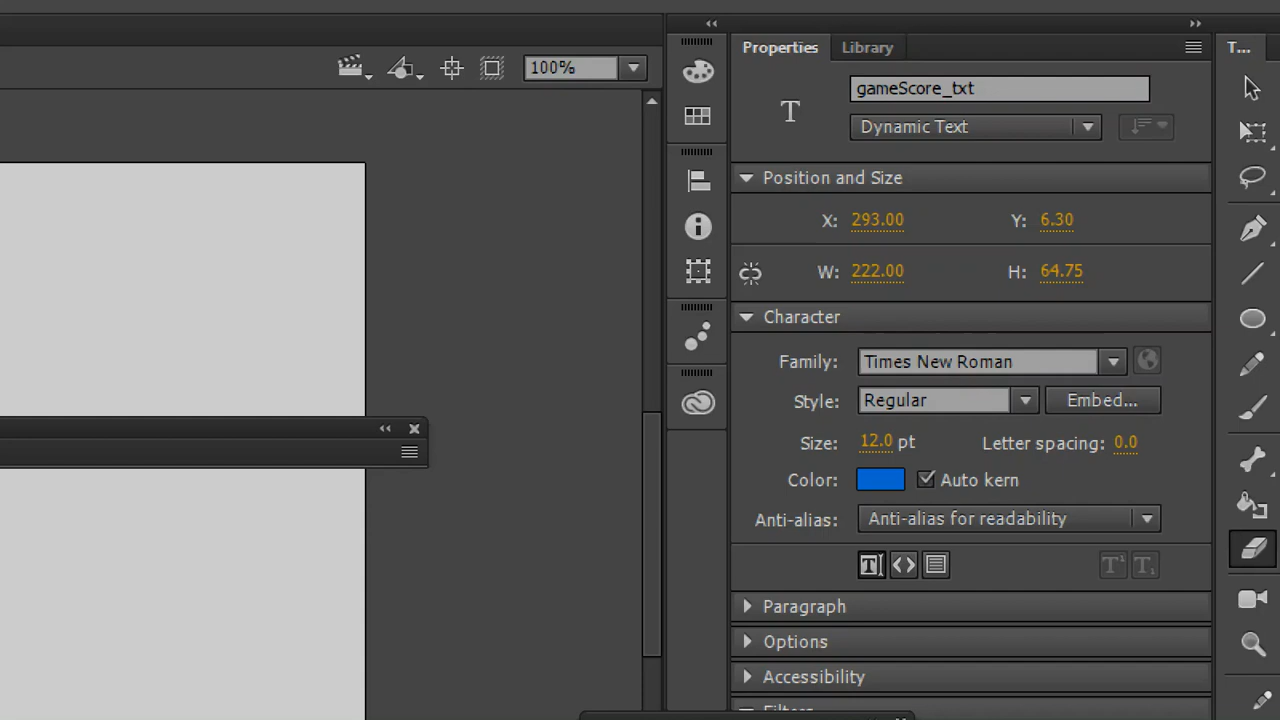 Properties
Library
T...
100%
gameScore_txt
Dynamic Text
Position and Size
X: 293.00 Y: 6.30
W: 222.00 H: 64.75
Character
Family: Times New Roman
Style: Regular Embed...
Size: 12.0 pt Letter spacing: 0.0
Color: Auto kern
Anti-alias: Anti-alias for readability
Paragraph
Options
Accessibility
Filters